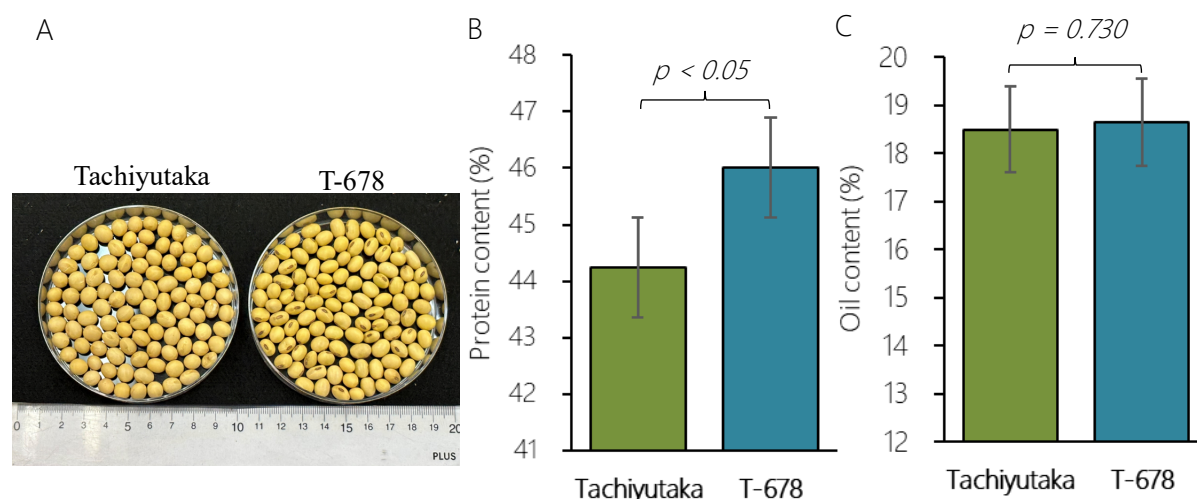 A
Tachiyutaka
T-678
0 1 2 3 4 5 6 7 8 9 10 11 12 13 14 15 16 17 18 19 20
PLUS
B
p < 0.05
Protein content (%)
48
47
46
45
44
43
42
41
Tachiyutaka
T-678
C
p = 0.730
Oil content (%)
20
19
18
17
16
15
14
13
12
Tachiyutaka
T-678